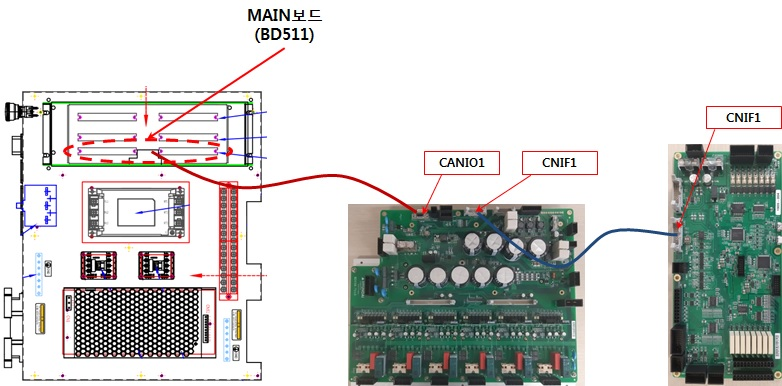 MAIN보드
(BD511)
CNIF1
CANIO1
CNIF1